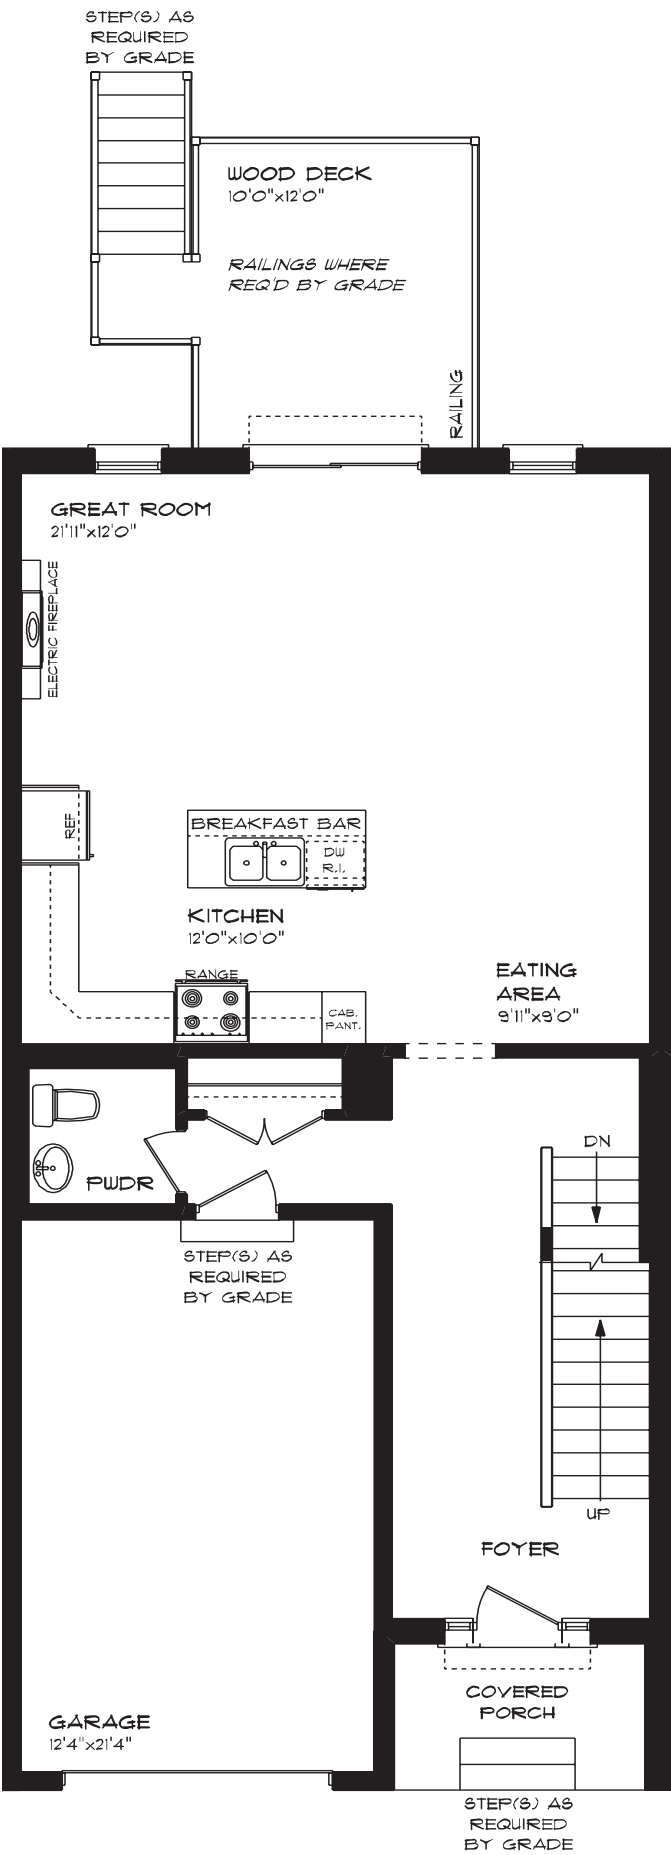 STEP(S) AS
REQUIRED
BY GRADE
WOOD DECK
10'0"x12'0"
RAILINGS WHERE
REQ'D BY GRADE
RAILING
GREAT ROOM
21'11"x12'0"
ELECTRIC FIREPLACE
REF
BREAKFAST BAR
DW
R.I.
KITCHEN
12'0"x10'0"
RANGE
CAB.
PANT.
EATING
AREA
9'11"x9'0"
PWDR
DN
STEP(S) AS
REQUIRED
BY GRADE
UP
FOYER
COVERED
PORCH
GARAGE
12'4"x21'4"
STEP(S) AS
REQUIRED
BY GRADE